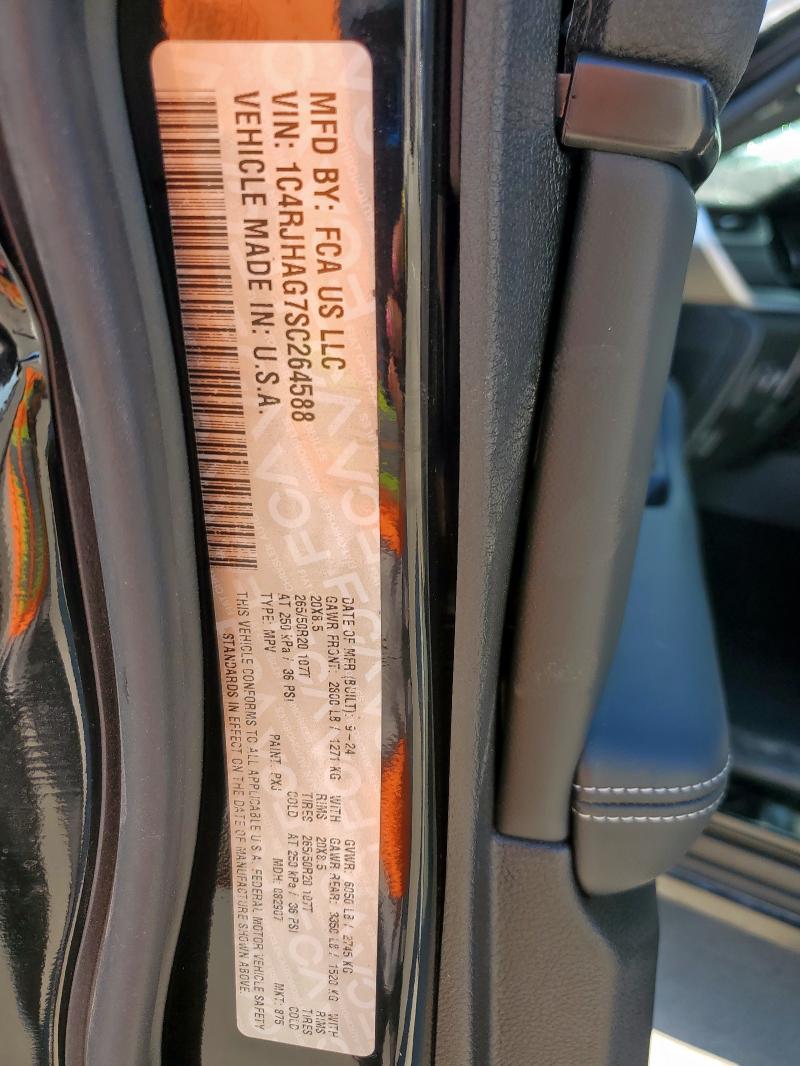 MFD BY: FCA US LLC
VIN: 1C4RJHAG7SC264588
VEHICLE MADE IN: U.S.A.
DATE OF MFR (BUILT): 9-24 GVWR: 6050 LB / 2745 KG
GAWR FRONT: 2800 LB / 1271 KG WITH GAWR REAR: 3350 LB / 1520 KG WITH
20X8.5 RIMS 20X8.5 RIMS
265/50R20 107T TIRES 265/50R20 107T TIRES
AT 250 kPa / 36 PSI COLD AT 250 kPa / 36 PSI COLD
TYPE: MPV PAINT: PXJ MDH: 082907 MKT: 875
THIS VEHICLE CONFORMS TO ALL APPLICABLE U.S.A. FEDERAL MOTOR VEHICLE SAFETY
STANDARDS IN EFFECT ON THE DATE OF MANUFACTURE SHOWN ABOVE.